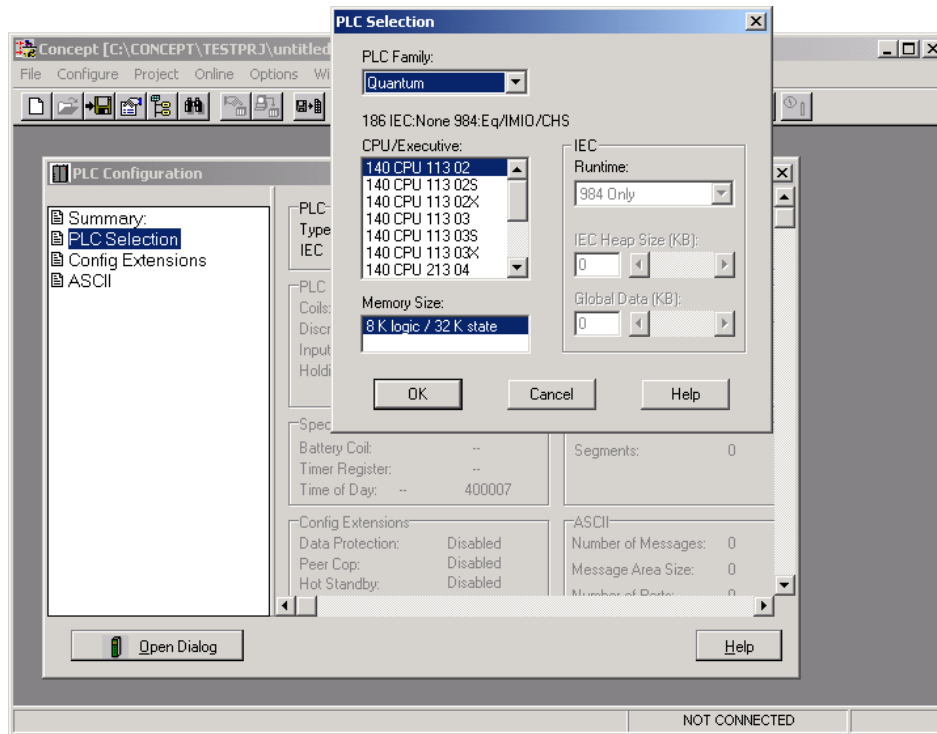 PLC Selection
Concept [C:\CONCEPT\TESTPRJ\untitled
File Configure Project Online Options Wi
PLC Family:
Quantum
186 IEC:None 984:Eq/IMIO/CHS
CPU/Executive:
140 CPU 113 02
140 CPU 113 02S
140 CPU 113 02X
140 CPU 113 03
140 CPU 113 03S
140 CPU 113 03X
140 CPU 213 04
IEC
Runtime:
984 Only
IEC Heap Size (KB):
0
Global Data (KB):
0
Memory Size:
8 K logic / 32 K state
OK Cancel Help
PLC Configuration
Summary:
PLC Selection
Config Extensions
ASCII
PLC
Type
IEC
PLC
Coils:
Discr
Input
Holdi
Spec
Battery Coil: --
Timer Register: --
Time of Day: -- 400007
Segments: 0
Config Extensions
Data Protection: Disabled
Peer Cop: Disabled
Hot Standby: Disabled
ASCII
Number of Messages: 0
Message Area Size: 0
Number of Ports: 0
Open Dialog
Help
NOT CONNECTED